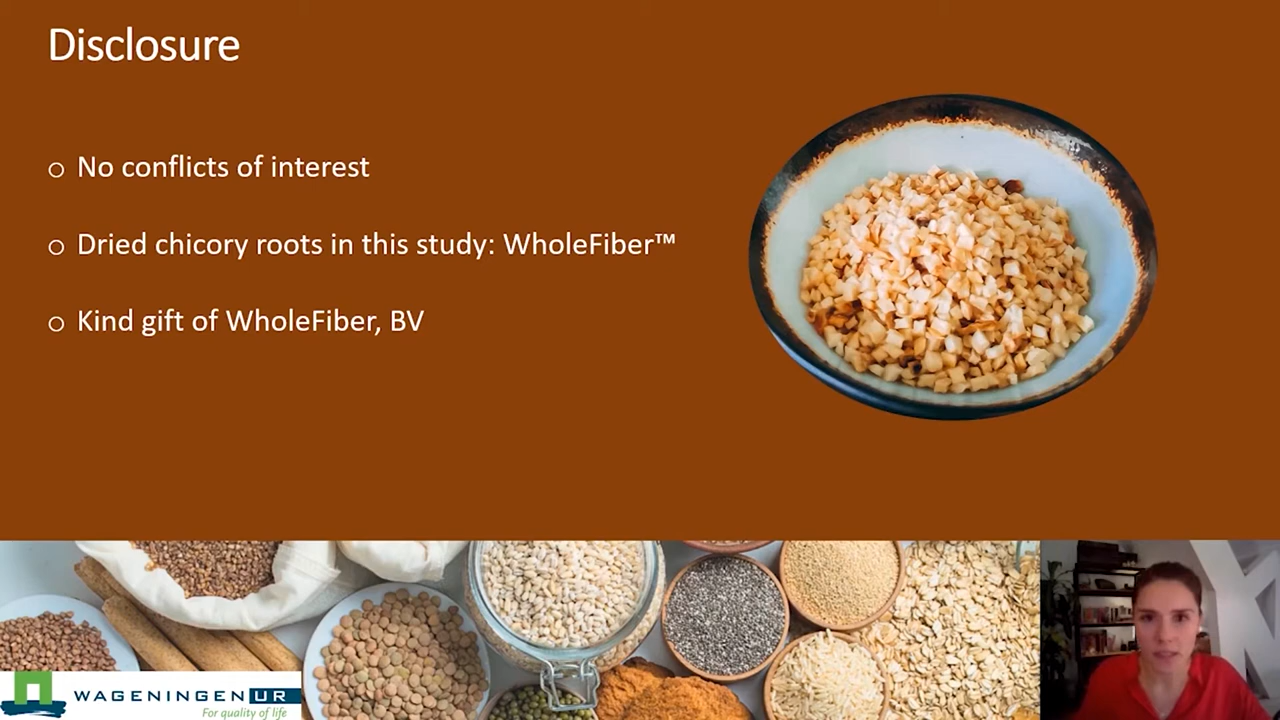 Disclosure
No conflicts of interest
Dried chicory roots in this study: WholeFiber™
Kind gift of WholeFiber, BV
WAGENINGEN UR
For quality of life